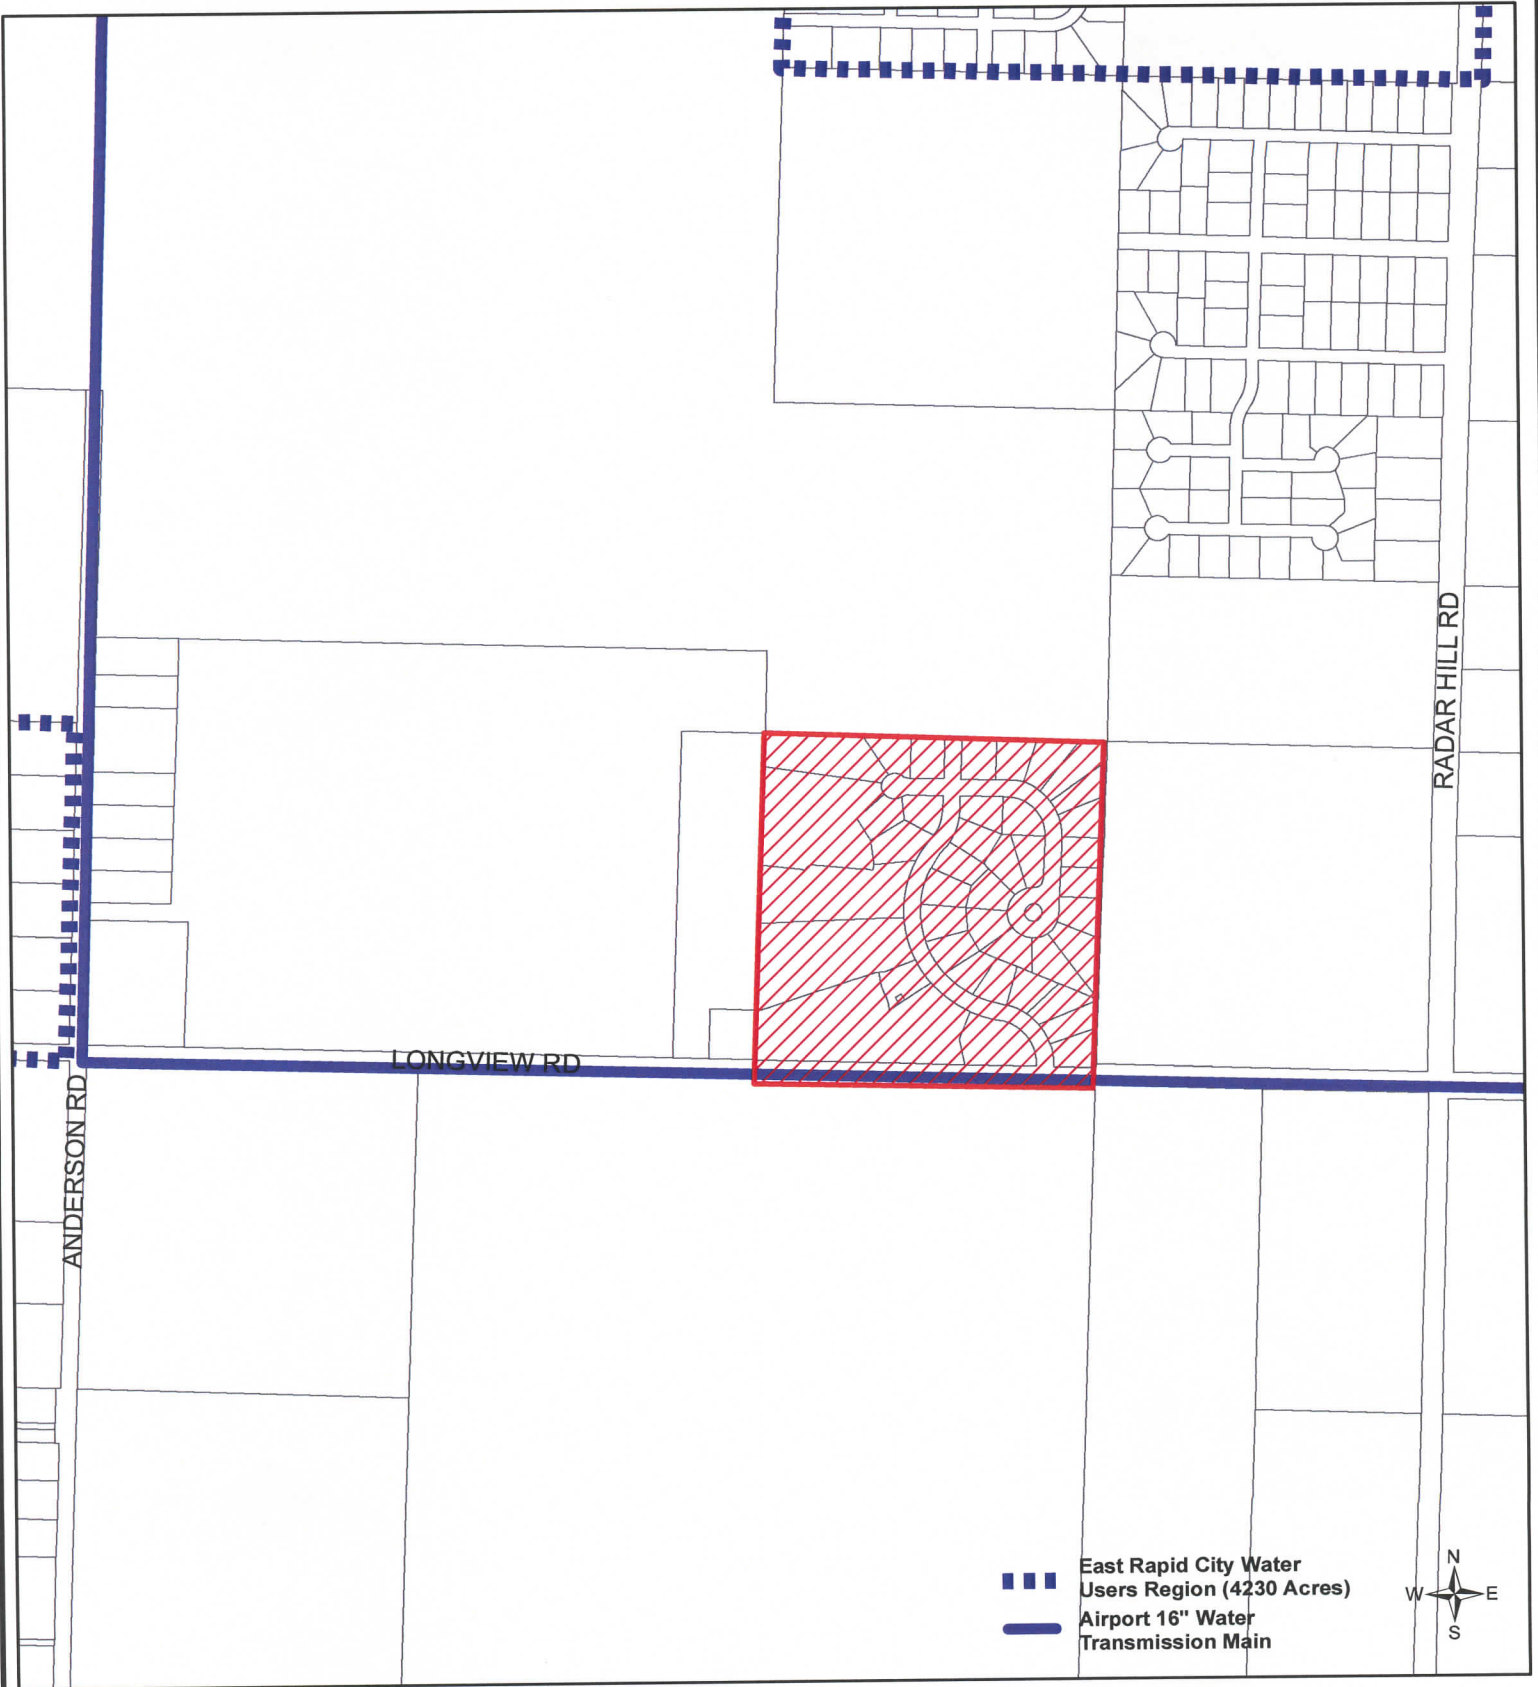 RADAR HILL RD
LONGVIEW RD
ANDERSON RD
East Rapid City Water
Users Region (4230 Acres)
Airport 16" Water
Transmission Main
N
W E
S